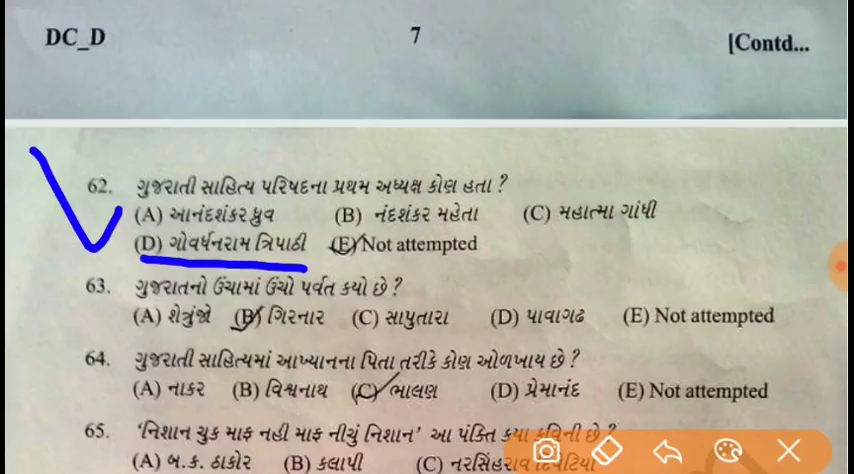 DC_D 7 [Contd...
62. ગુજરાતી સાહિત્ય પરિષદના પ્રથમ અધ્યક્ષ કોણ હતા ?
(A) આનંદશંકર ધ્રુવ (B) નંદશંકર મહેતા (C) મહાત્મા ગાંધી
(D) ગોવર્ધનરામ ત્રિપાઠી (E) Not attempted
63. ગુજરાતનો ઉંચામાં ઉંચો પર્વત કયો છે ?
(A) શેત્રુંજો (B) ગિરનાર (C) સાપુતારા (D) પાવાગઢ (E) Not attempted
64. ગુજરાતી સાહિત્યમાં આખ્યાનના પિતા તરીકે કોણ ઓળખાય છે ?
(A) નાકર (B) વિશ્વનાથ (C) ભાલણ (D) પ્રેમાનંદ (E) Not attempted
65. ‘નિશાન ચુક માફ નહી માફ નીચું નિશાન’ આ પંક્તિ કયા કવિની છે ?
(A) બ.ક. ઠાકોર (B) કલાપી (C) નરસિંહરાવ દિવેટિયા